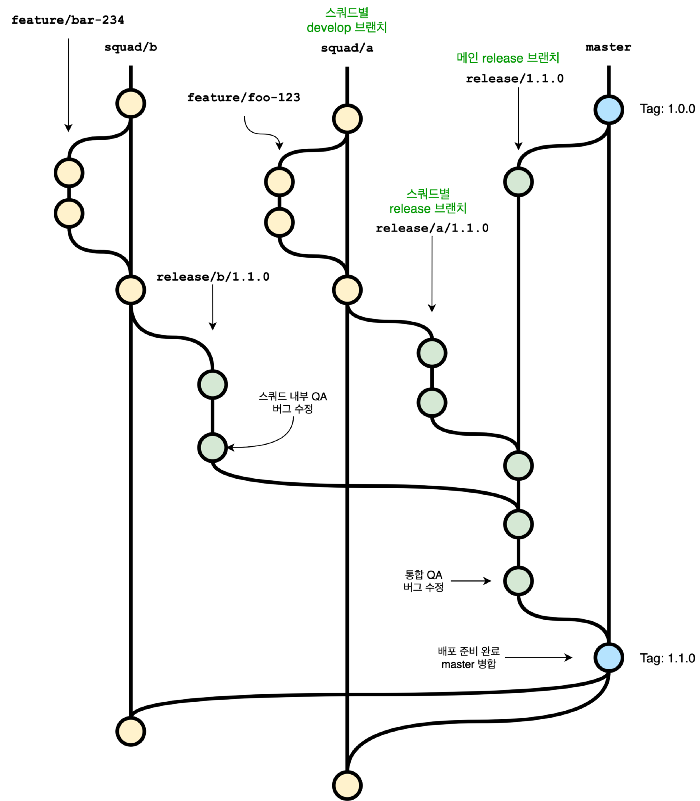 feature/bar-234
squad/b
스쿼드별
develop 브랜치
squad/a
메인 release 브랜치
release/1.1.0
master
Tag: 1.0.0
feature/foo-123
스쿼드별
release 브랜치
release/a/1.1.0
release/b/1.1.0
스쿼드 내부 QA
버그 수정
통합 QA
버그 수정
배포 준비 완료
master 병합
Tag: 1.1.0